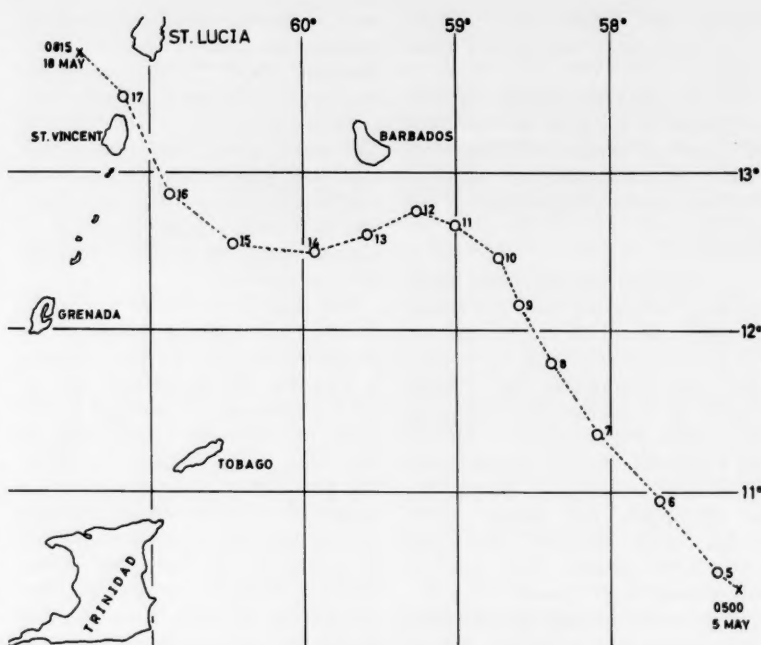 60°
59°
58°
ST. LUCIA
0815
18 MAY
17
ST. VINCENT
BARBADOS
13°
16
12
11
15
14
13
10
9
GRENADA
12°
8
7
TOBAGO
11°
6
TRINIDAD
5
0500
5 MAY